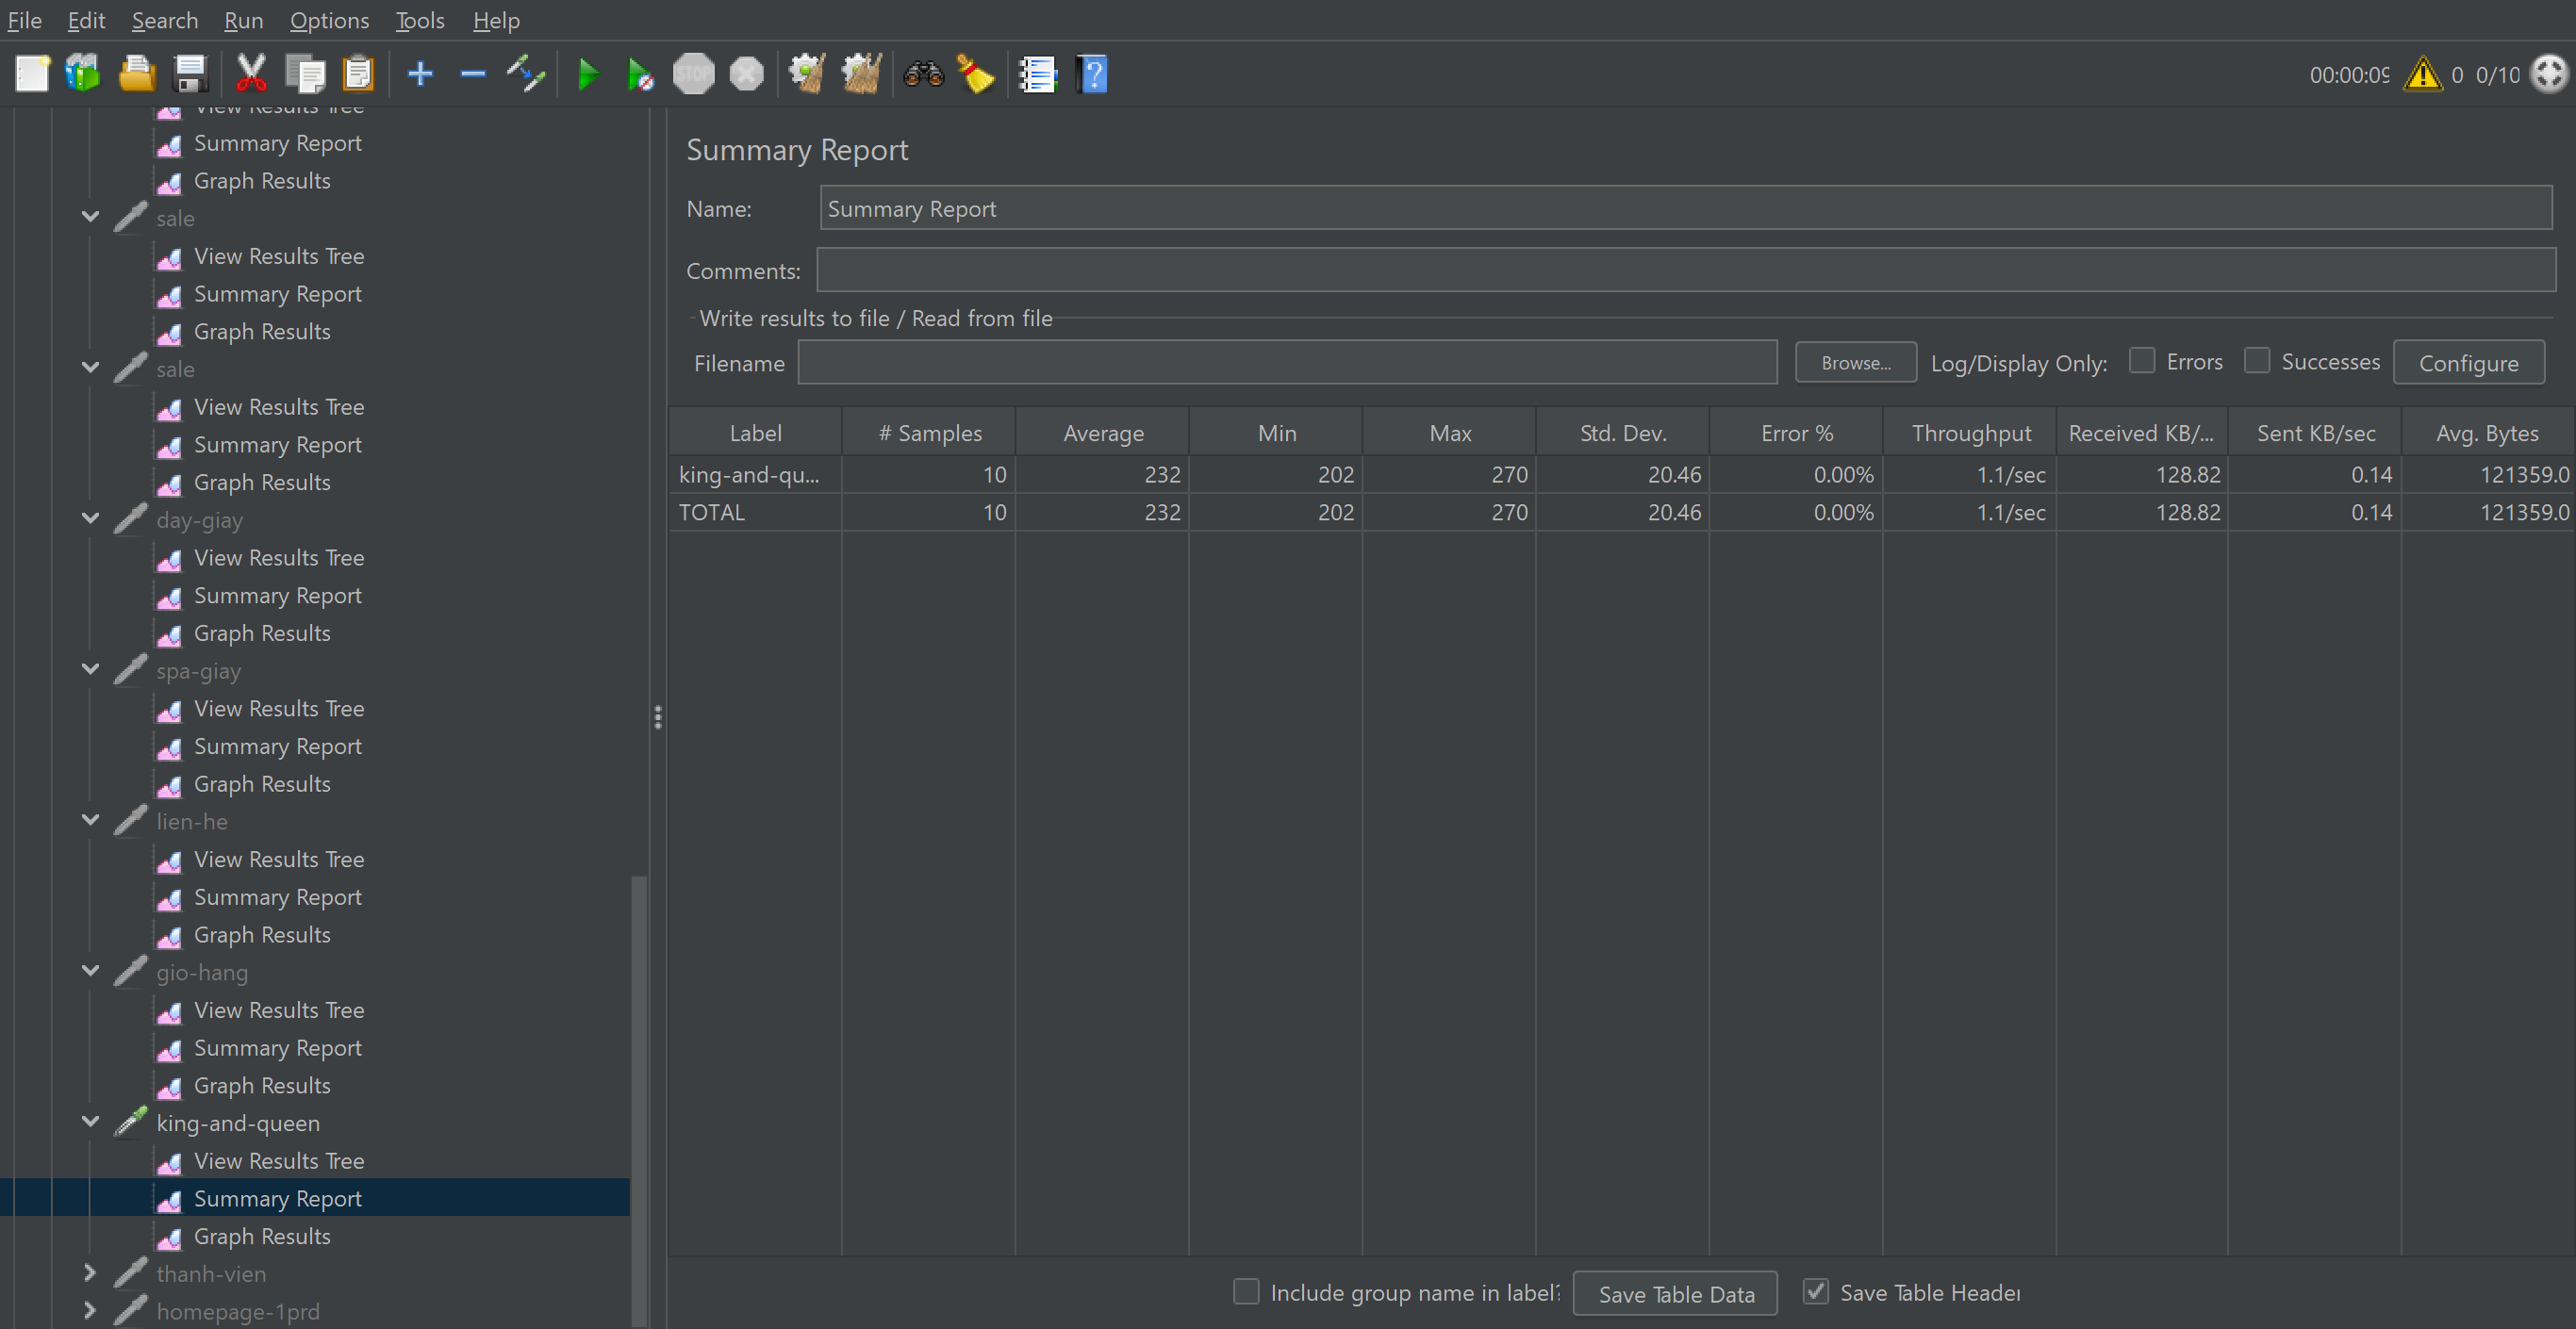 File Edit Search Run Options Tools Help
STOP
00:00:09 0 0/10
View Results Tree
Summary Report
Graph Results
sale
View Results Tree
Summary Report
Graph Results
sale
View Results Tree
Summary Report
Graph Results
day-giay
View Results Tree
Summary Report
Graph Results
spa-giay
View Results Tree
Summary Report
Graph Results
lien-he
View Results Tree
Summary Report
Graph Results
gio-hang
View Results Tree
Summary Report
Graph Results
king-and-queen
View Results Tree
Summary Report
Graph Results
thanh-vien
homepage-1prd
Summary Report
Name: Summary Report
Comments:
Write results to file / Read from file
Filename Browse... Log/Display Only: Errors Successes Configure
Label # Samples Average Min Max Std. Dev. Error % Throughput Received KB/... Sent KB/sec Avg. Bytes
king-and-qu... 10 232 202 270 20.46 0.00% 1.1/sec 128.82 0.14 121359.0
TOTAL 10 232 202 270 20.46 0.00% 1.1/sec 128.82 0.14 121359.0
Include group name in label? Save Table Data Save Table Header